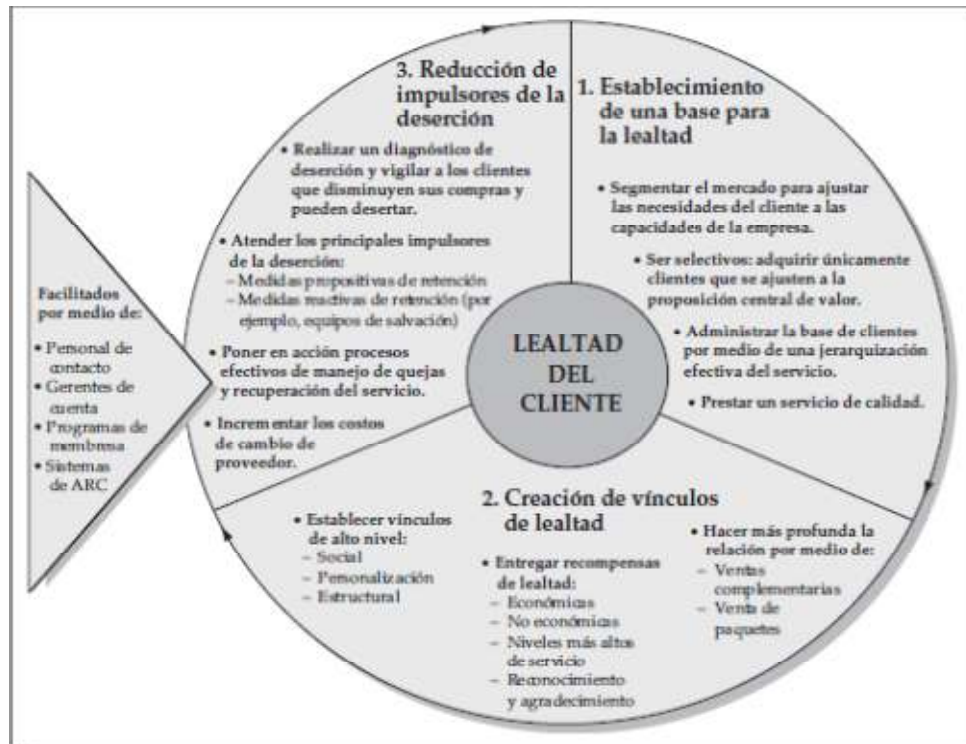 3. Reducción de
impulsores de la
deserción
• Realizar un diagnóstico de
deserción y vigilar a los clientes
que disminuyen sus compras y
pueden desertar.
• Atender los principales impulsores
de la deserción:
– Medidas propositivas de retención
– Medidas reactivas de retención (por
ejemplo, equipos de salvación)
• Poner en acción procesos
efectivos de manejo de quejas
y recuperación del servicio.
• Incrementar los costos
de cambio de
proveedor.
1. Establecimiento
de una base para
la lealtad
• Segmentar el mercado para ajustar
las necesidades del cliente a las
capacidades de la empresa.
• Ser selectivos: adquirir únicamente
clientes que se ajusten a la
proposición central de valor.
• Administrar la base de clientes
por medio de una jerarquización
efectiva del servicio.
• Prestar un servicio de calidad.
LEALTAD
DEL
CLIENTE
Facilitados
por medio de:
• Personal de
contacto
• Gerentes de
cuenta
• Programas de
membresa
• Sistemas
de ARC
2. Creación de vínculos
de lealtad
• Establecer vínculos
de alto nivel:
– Social
– Personalización
– Estructural
• Entregar recompensas
de lealtad:
– Económicas
– No económicas
– Niveles más altos
de servicio
– Reconocimiento
y agradecimiento
• Hacer más profunda la
relación por medio de:
– Ventas
complementarias
– Venta de
paquetes